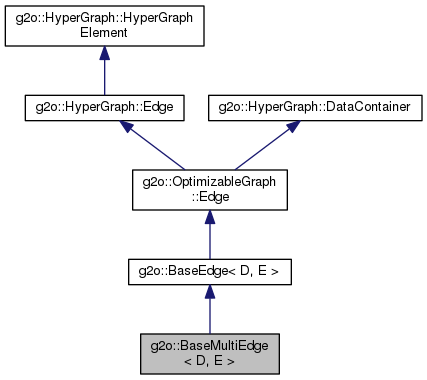 g2o::HyperGraph::HyperGraph
Element
g2o::HyperGraph::Edge
g2o::HyperGraph::DataContainer
g2o::OptimizableGraph
::Edge
g2o::BaseEdge< D, E >
g2o::BaseMultiEdge
< D, E >